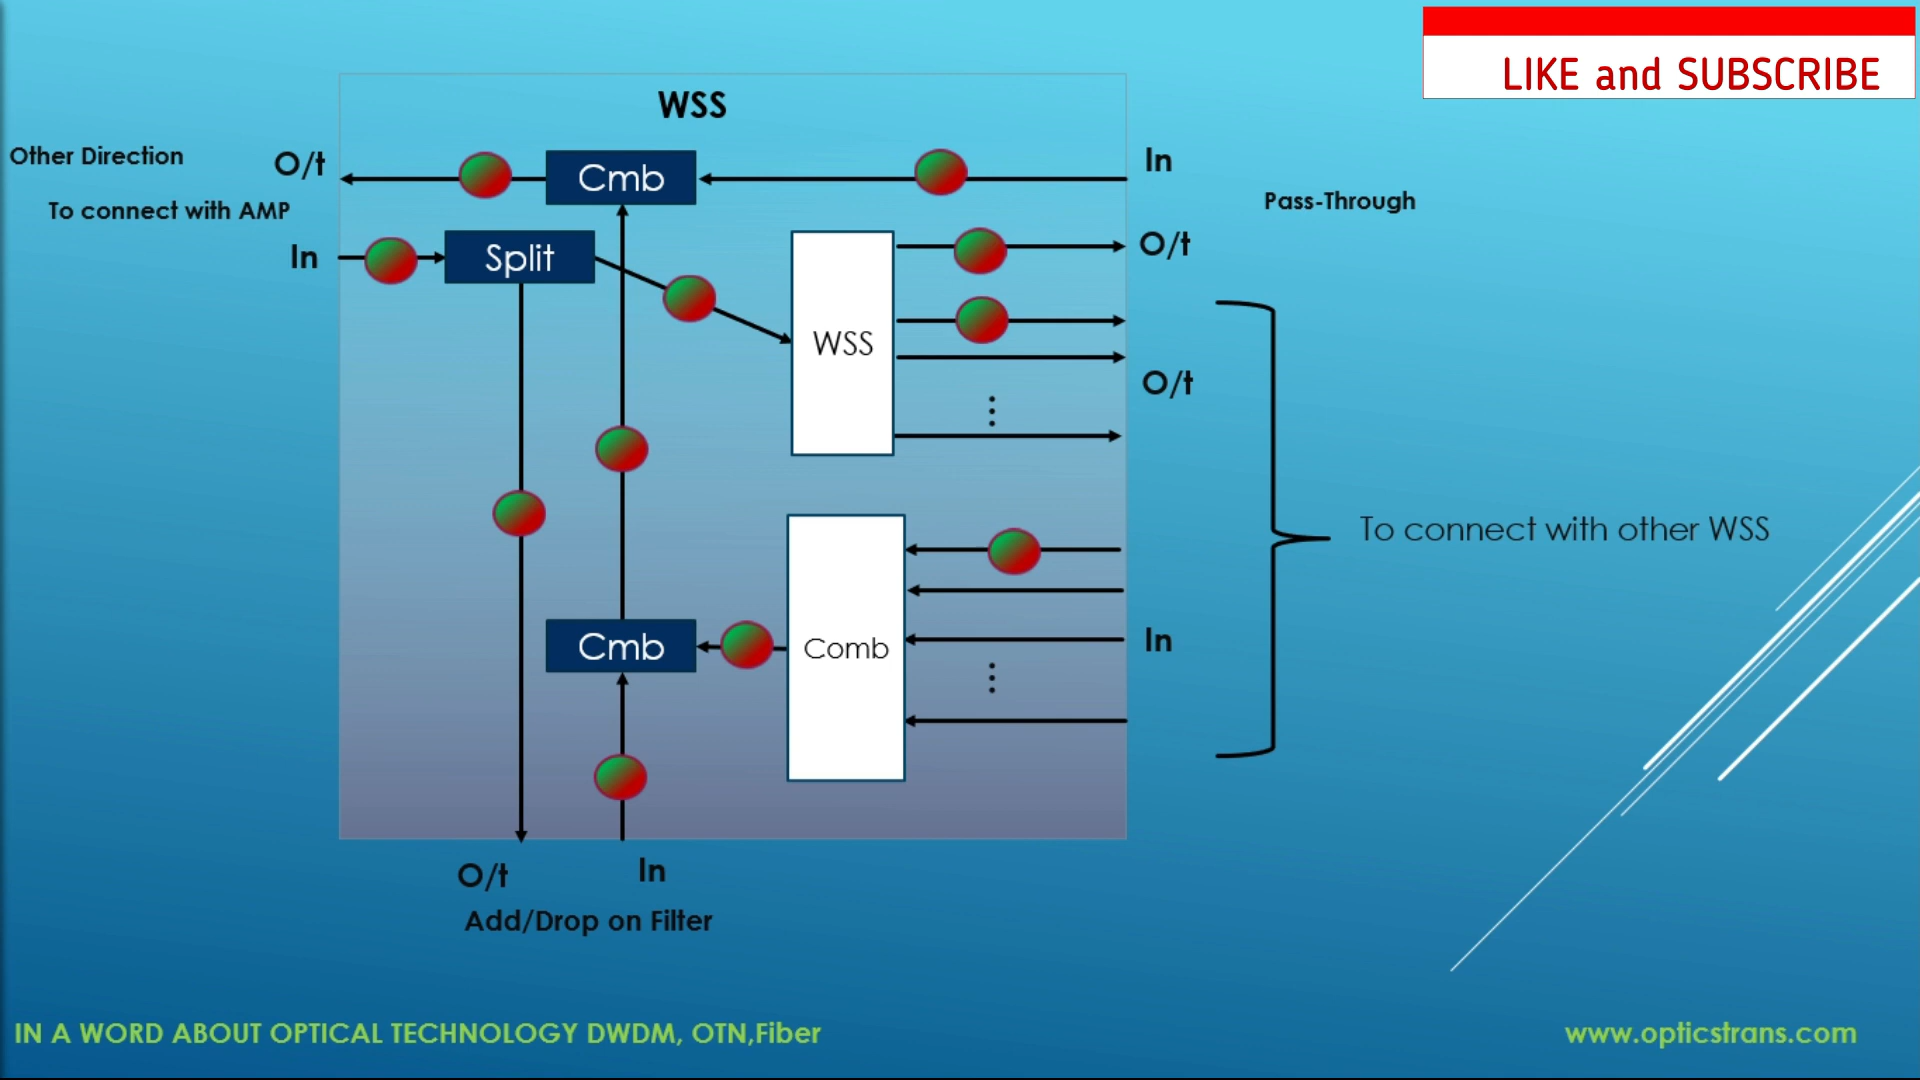 LIKE and SUBSCRIBE
WSS
Other Direction
O/t
Cmb
In
To connect with AMP
Pass-Through
In
Split
O/t
WSS
O/t
To connect with other WSS
Cmb
Comb
In
O/t
In
Add/Drop on Filter
IN A WORD ABOUT OPTICAL TECHNOLOGY DWDM, OTN,Fiber
www.opticstrans.com